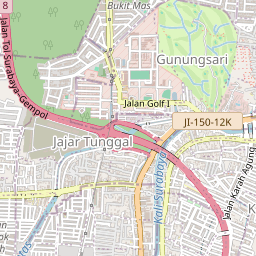 8
Bukit Mas
Jalan Tol Surabaya-Gempol
Gunungsari
Jalan Golf I
JI-150-12K
Jajar Tunggal
Kali Surabaya
Jalan Karah Agung